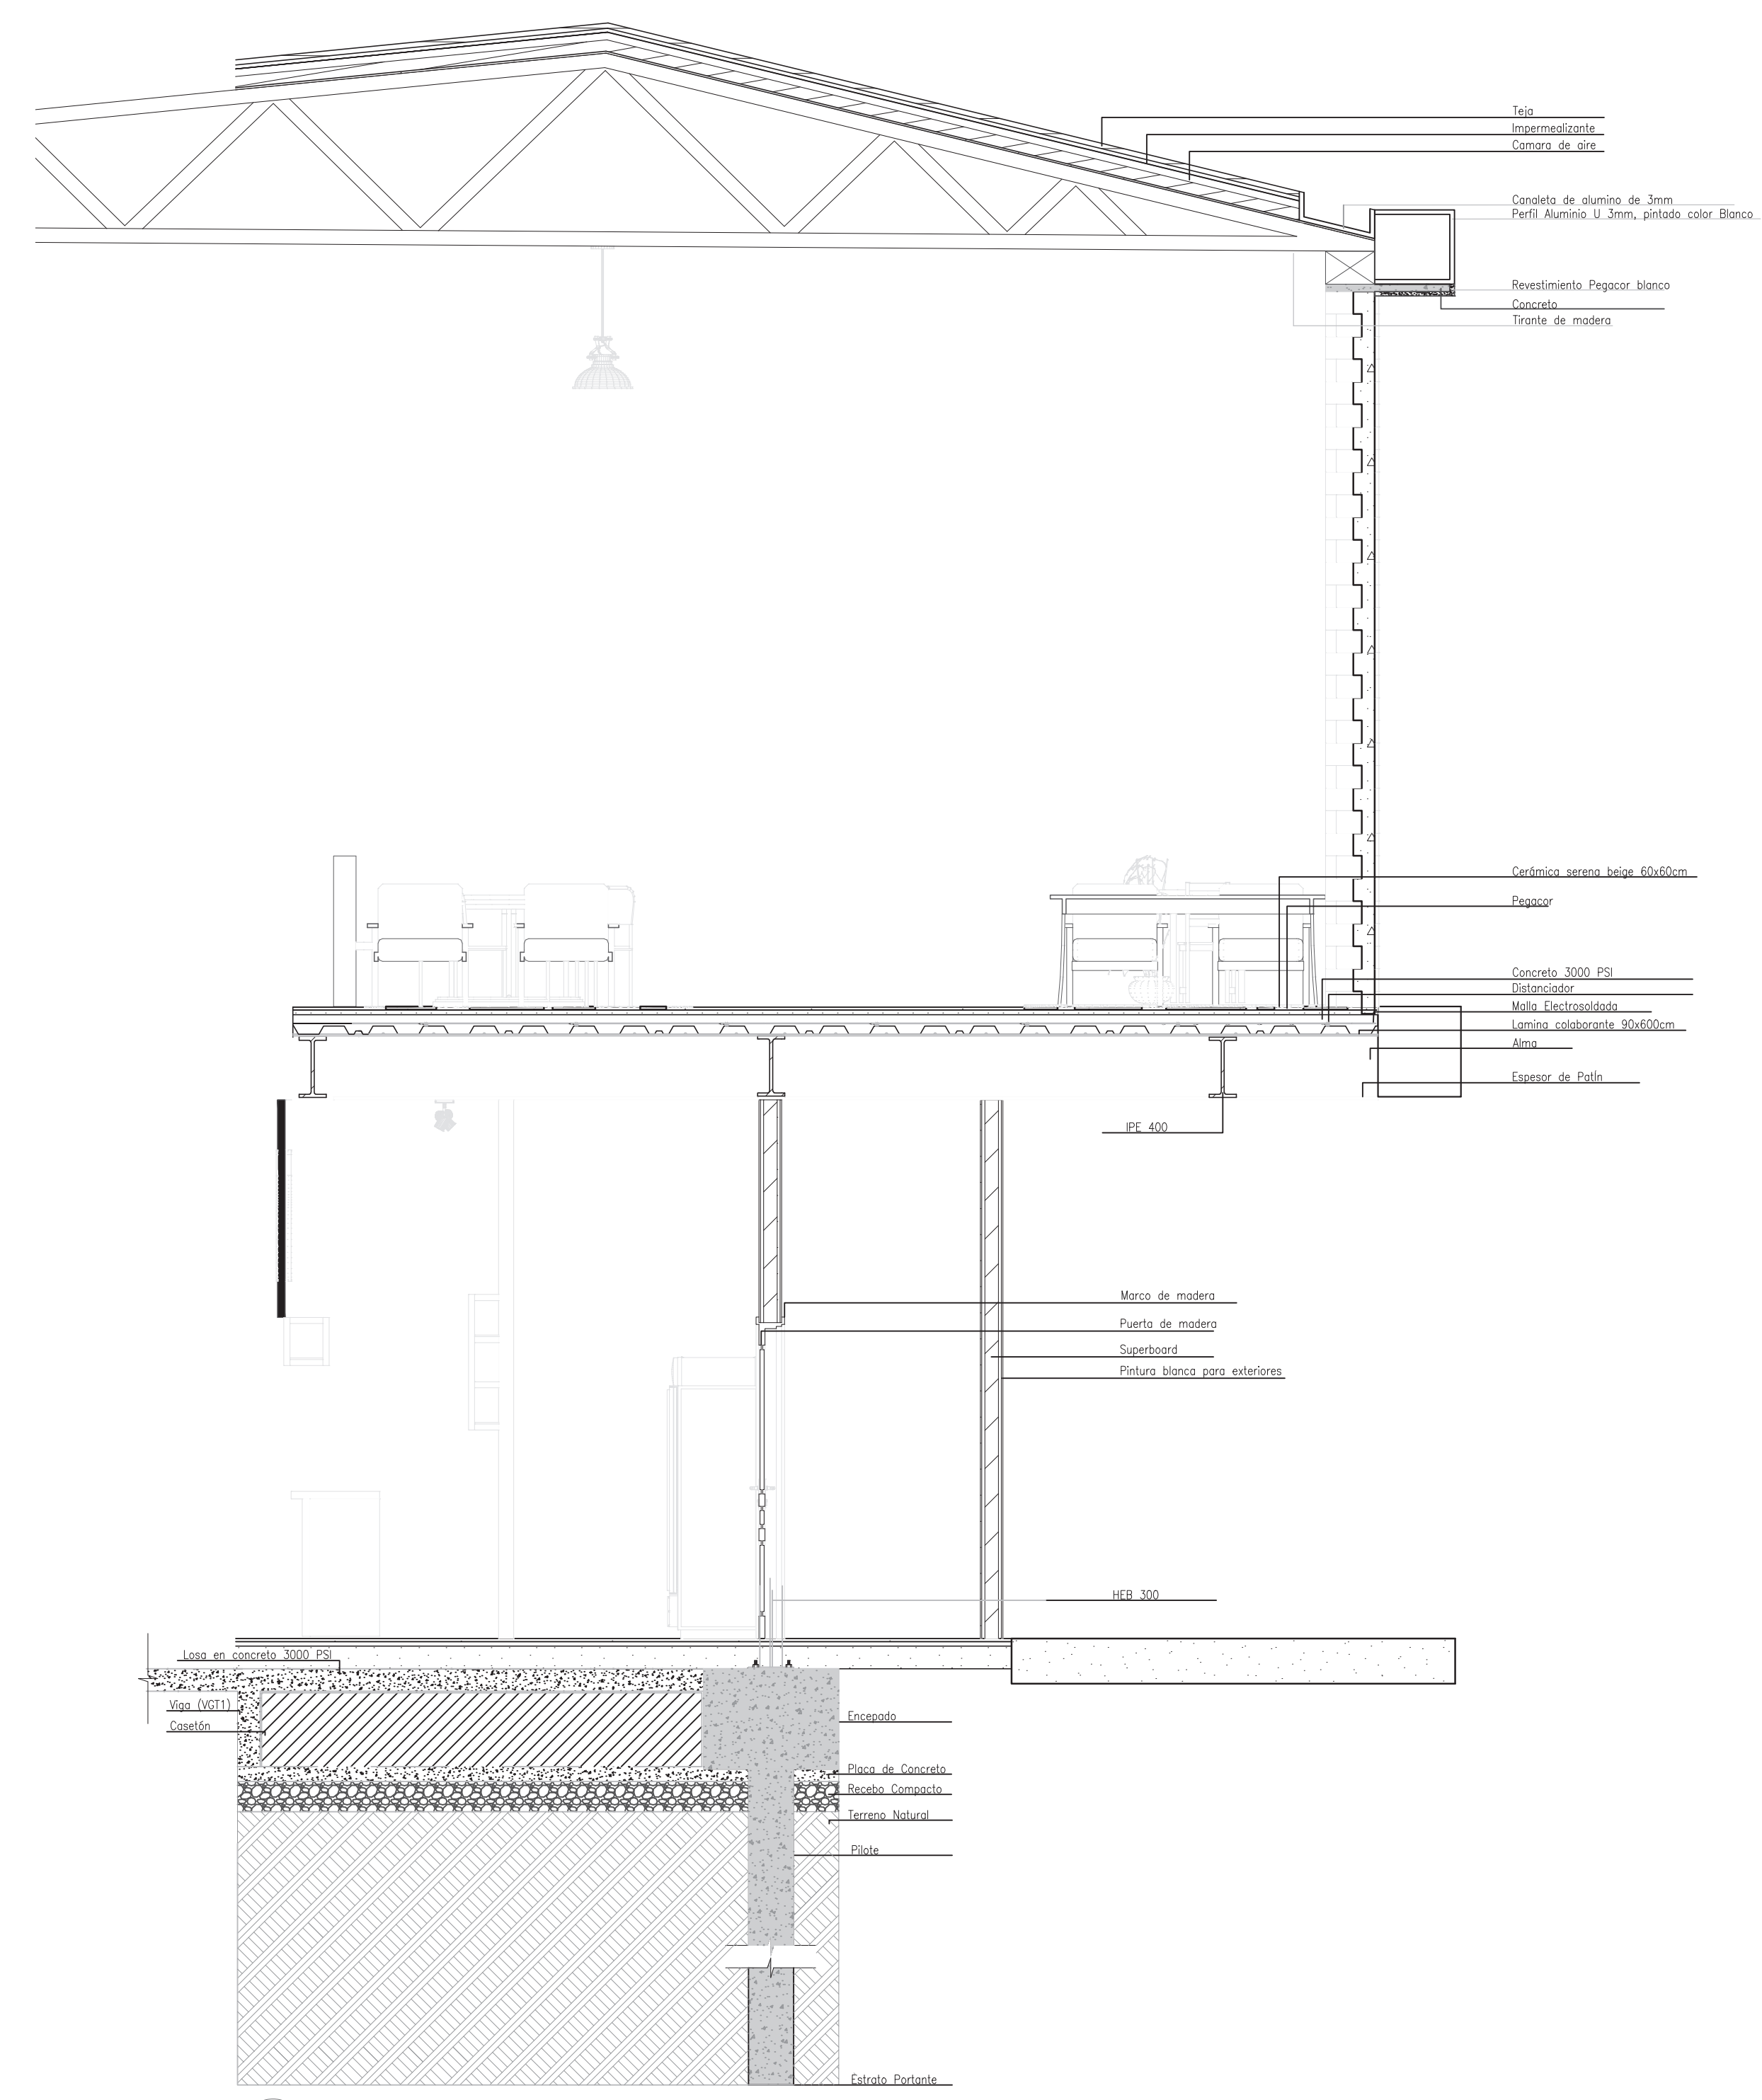 Teja
Impermealizante
Camara de aire
Canaleta de alumino de 3mm
Perfil Aluminio U 3mm, pintado color Blanco
Revestimiento Pegacor blanco
Concreto
Tirante de madera
Cerámica serena beige 60x60cm
Pegacor
Concreto 3000 PSI
Distanciador
Malla Electrosoldada
Lamina colaborante 90x600cm
Alma
Espesor de Patín
IPE 400
Marco de madera
Puerta de madera
Superboard
Pintura blanca para exteriores
HEB 300
Losa en concreto 3000 PSI
Viga (VGT1)
Casetón
Encepado
Placa de Concreto
Recebo Compacto
Terreno Natural
Pilote
Estrato Portante